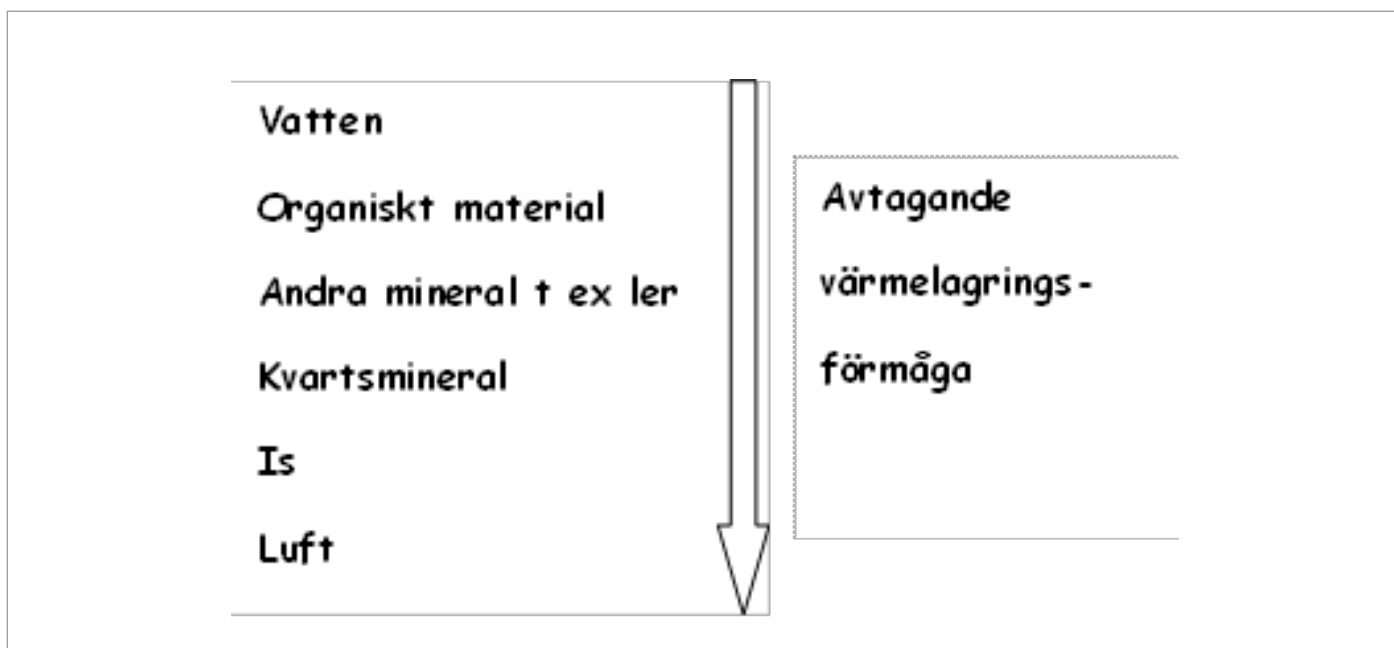 Vatten
Organiskt material
Andra mineral t ex ler
Kvartsmineral
Is
Luft
Avtagande
värmelagrings-
förmåga